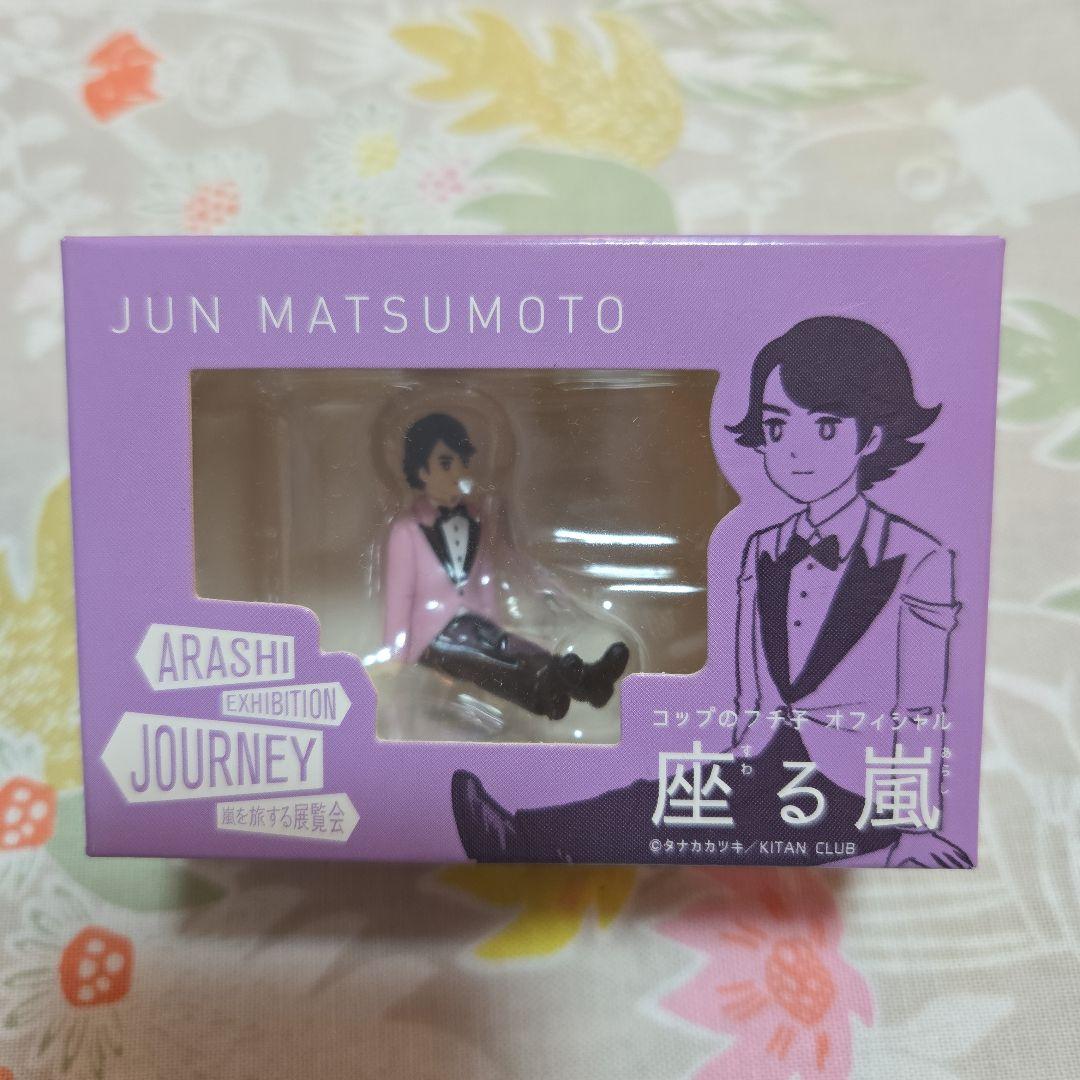 JUN MATSUMOTO
ARASHI
EXHIBITION
JOURNEY
嵐を旅する展覧会
コップのフチ子 オフィシャル
座る嵐
すわ
あらし
©タナカカツキ/KITAN CLUB